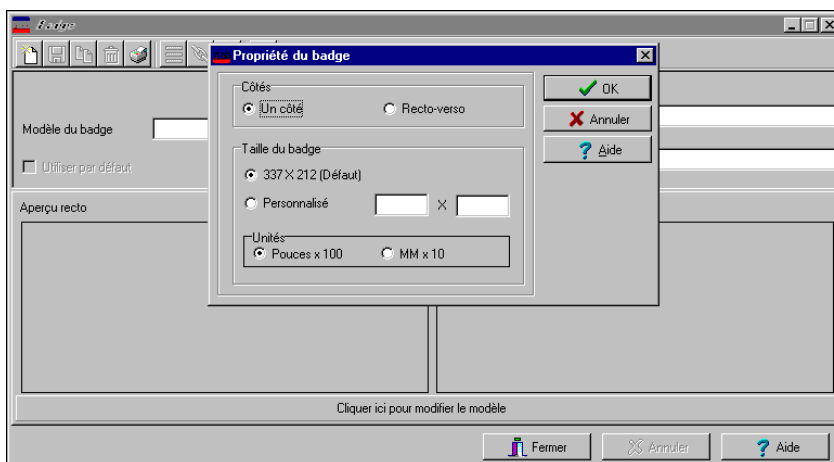 Badge
Propriété du badge
Côtés
Un côté
Recto-verso
OK
Annuler
Aide
Modèle du badge
Utiliser par défaut
Taille du badge
337 X 212 (Défaut)
Personnalisé
X
Unités
Pouces x 100
MM x 10
Aperçu recto
Cliquer ici pour modifier le modèle
Fermer
Annuler
Aide